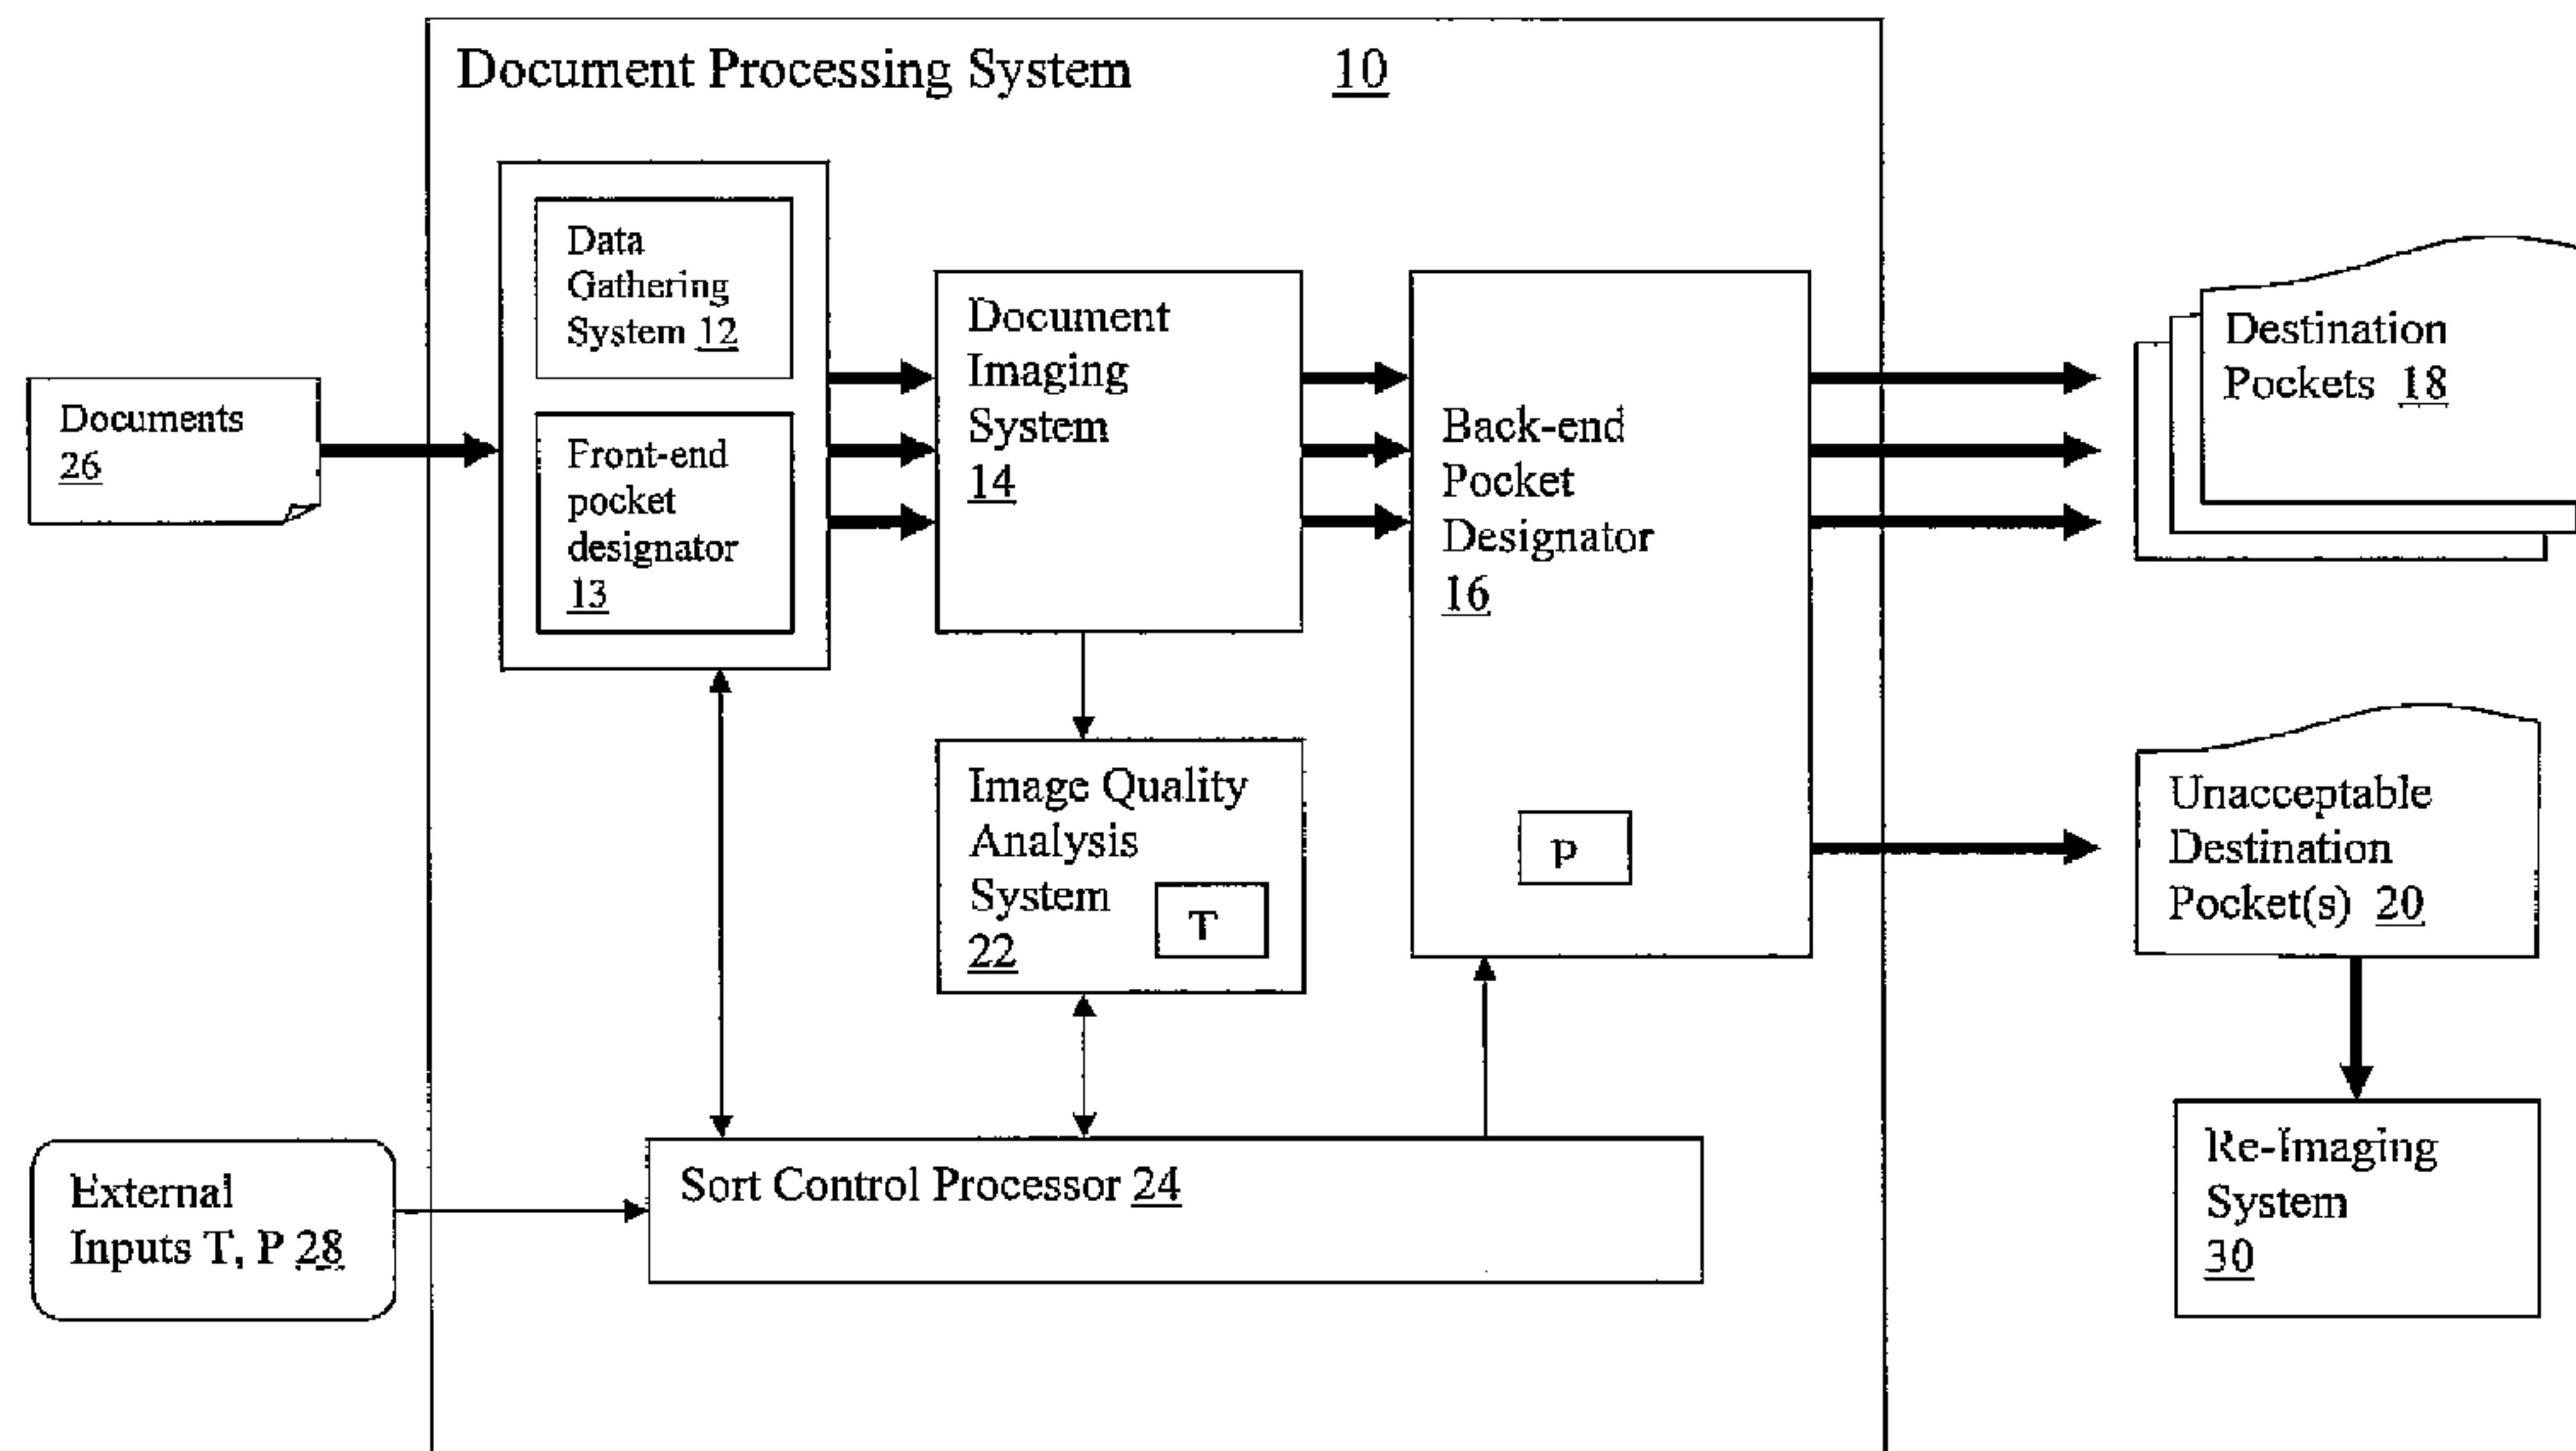 Document Processing System 10
Data
Gathering
System 12
Front-end
pocket
designator
13
Documents
26
Document
Imaging
System
14
Back-end
Pocket
Designator
16
P
Destination
Pockets 18
Image Quality
Analysis
System
22
T
Unacceptable
Destination
Pocket(s) 20
Sort Control Processor 24
External
Inputs T, P 28
Re-Imaging
System
30